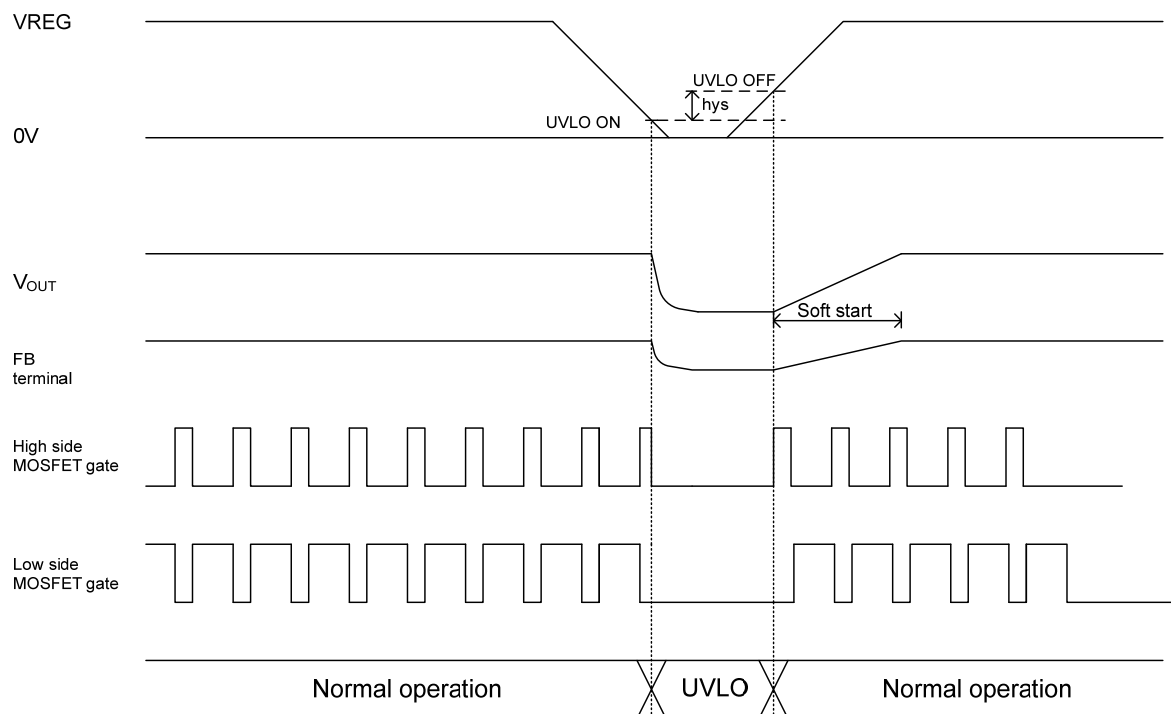 VREG
UVLO OFF
hys
UVLO ON
0V
VOUT
Soft start
FB
terminal
High side
MOSFET gate
Low side
MOSFET gate
Normal operation
UVLO
Normal operation